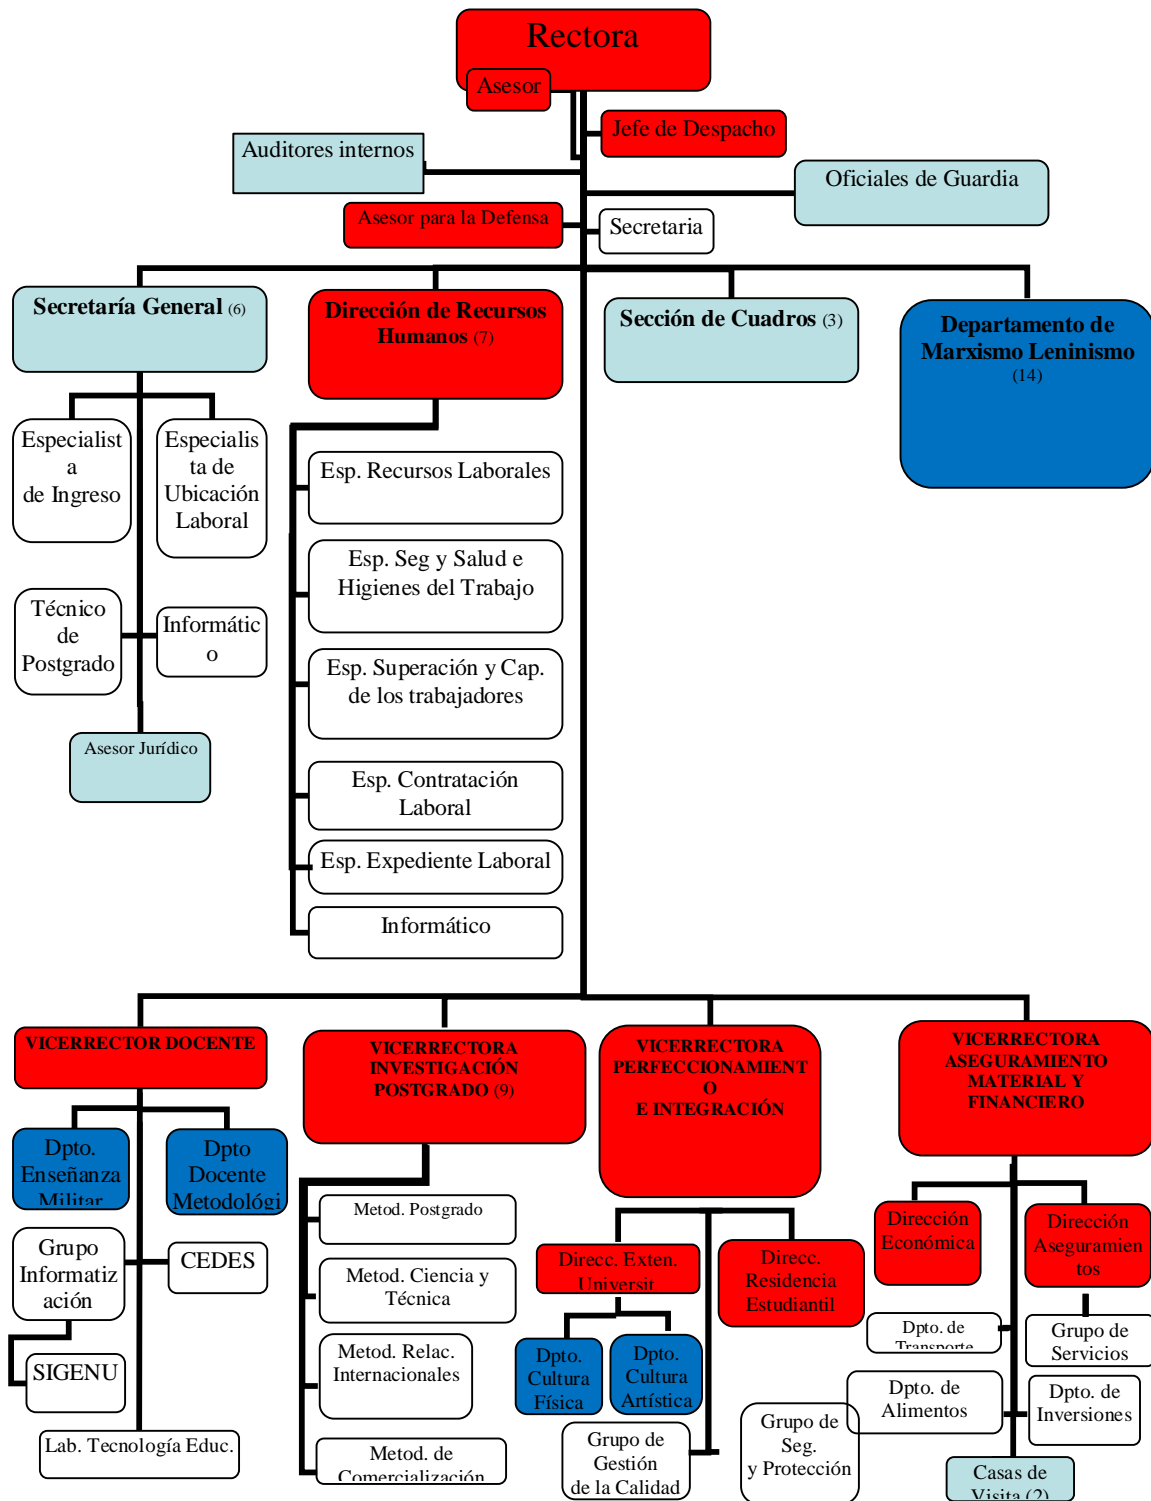 Rectora
Asesor
Jefe de Despacho
Auditores internos
Oficiales de Guardia
Asesor para la Defensa
Secretaria
Secretaría General (6)
Dirección de Recursos
Humanos (7)
Sección de Cuadros (3)
Departamento de
Marxismo Leninismo
(14)
Especialist
a
de Ingreso
Especialis
ta de
Ubicación
Laboral
Técnico
de
Postgrado
Informátic
o
Asesor Jurídico
Esp. Recursos Laborales
Esp. Seg y Salud e
Higienes del Trabajo
Esp. Superación y Cap.
de los trabajadores
Esp. Contratación
Laboral
Esp. Expediente Laboral
Informático
VICERRECTOR DOCENTE
VICERRECTORA
INVESTIGACIÓN
POSTGRADO (9)
VICERRECTORA
PERFECCIONAMIENT
O
E INTEGRACIÓN
VICERRECTORA
ASEGURAMIENTO
MATERIAL Y
FINANCIERO
Dpto.
Enseñanza
Militar
Dpto
Docente
Metodológi
Grupo
Informatiz
ación
CEDES
SIGENU
Lab. Tecnología Educ.
Metod. Postgrado
Metod. Ciencia y
Técnica
Metod. Relac.
Internacionales
Metod. de
Comercialización
Direcc. Exten.
Universit
Direcc.
Residencia
Estudiantil
Dpto.
Cultura
Física
Dpto.
Cultura
Artística
Grupo de
Gestión
de la Calidad
Grupo de
Seg.
y Protección
Dirección
Económica
Dirección
Aseguramien
tos
Dpto. de
Transporte
Grupo de
Servicios
Dpto. de
Alimentos
Dpto. de
Inversiones
Casas de
Visita (2)